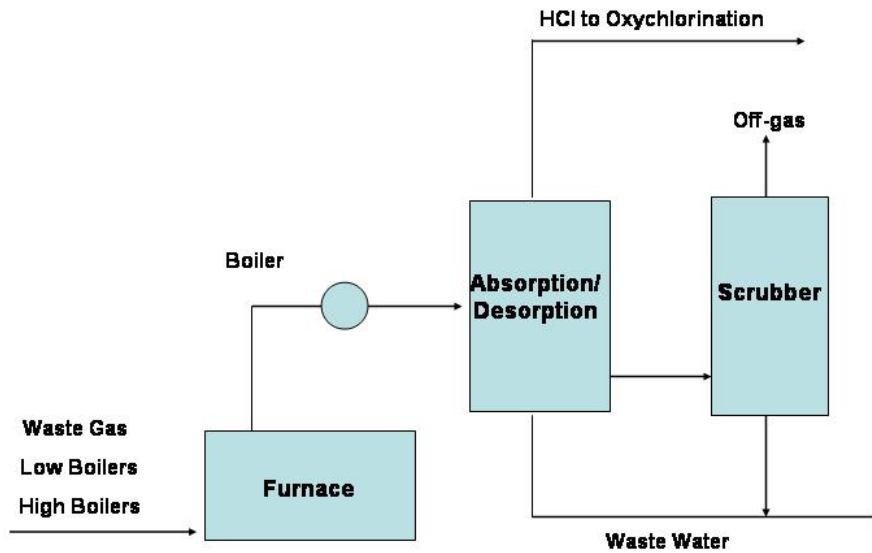 HCl to Oxychlorination
Off-gas
Boiler
Absorption/
Desorption
Scrubber
Waste Gas
Low Boilers
High Boilers
Furnace
Waste Water